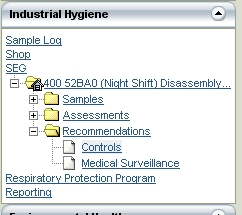 Industrial Hygiene
Sample Log
Shop
SEG
400 52BA0 (Night Shift) Disassembly...
Samples
Assessments
Recommendations
Controls
Medical Surveillance
Respiratory Protection Program
Reporting